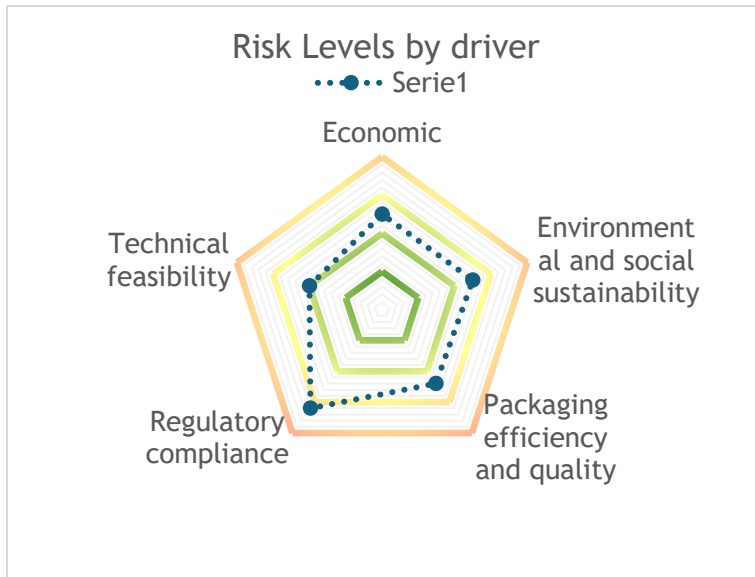 Risk Levels by driver
Serie1
Economic
Environment
al and social
sustainability
Packaging
efficiency
and quality
Regulatory
compliance
Technical
feasibility